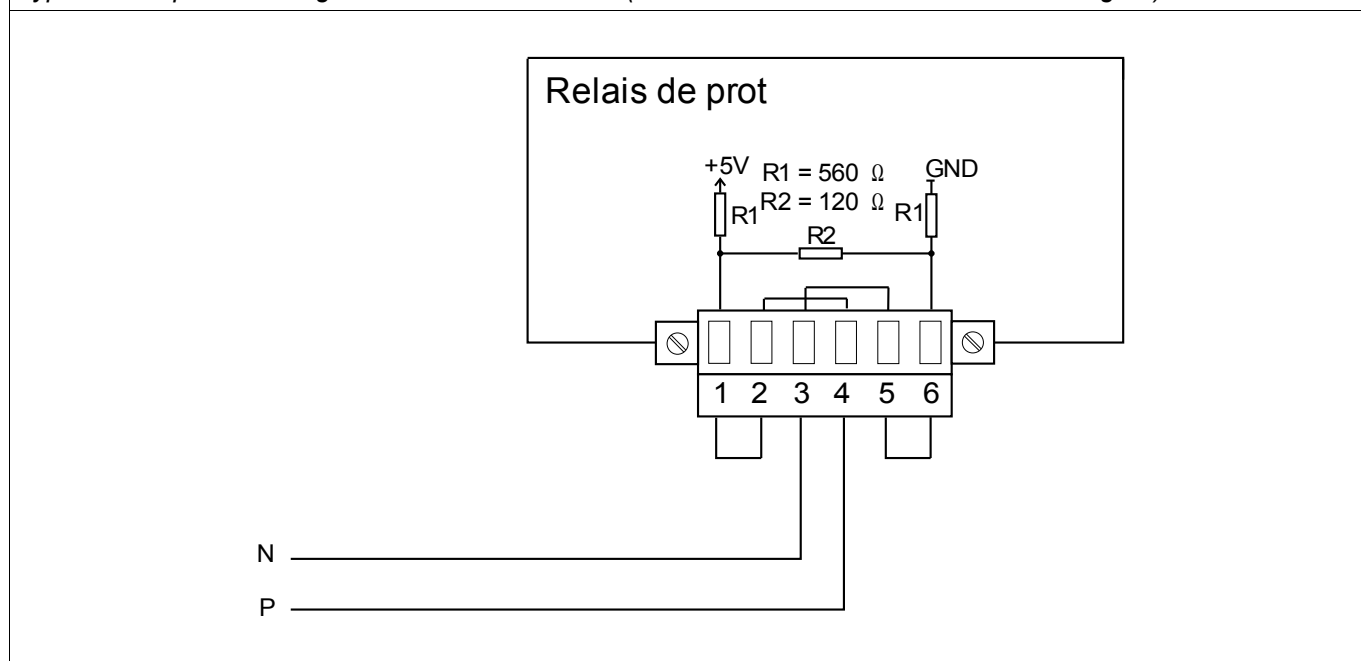 Relais de prot
+5V R1 = 560 Ω GND
R1 R2 = 120 Ω R1
R2
1 2 3 4 5 6
N
P